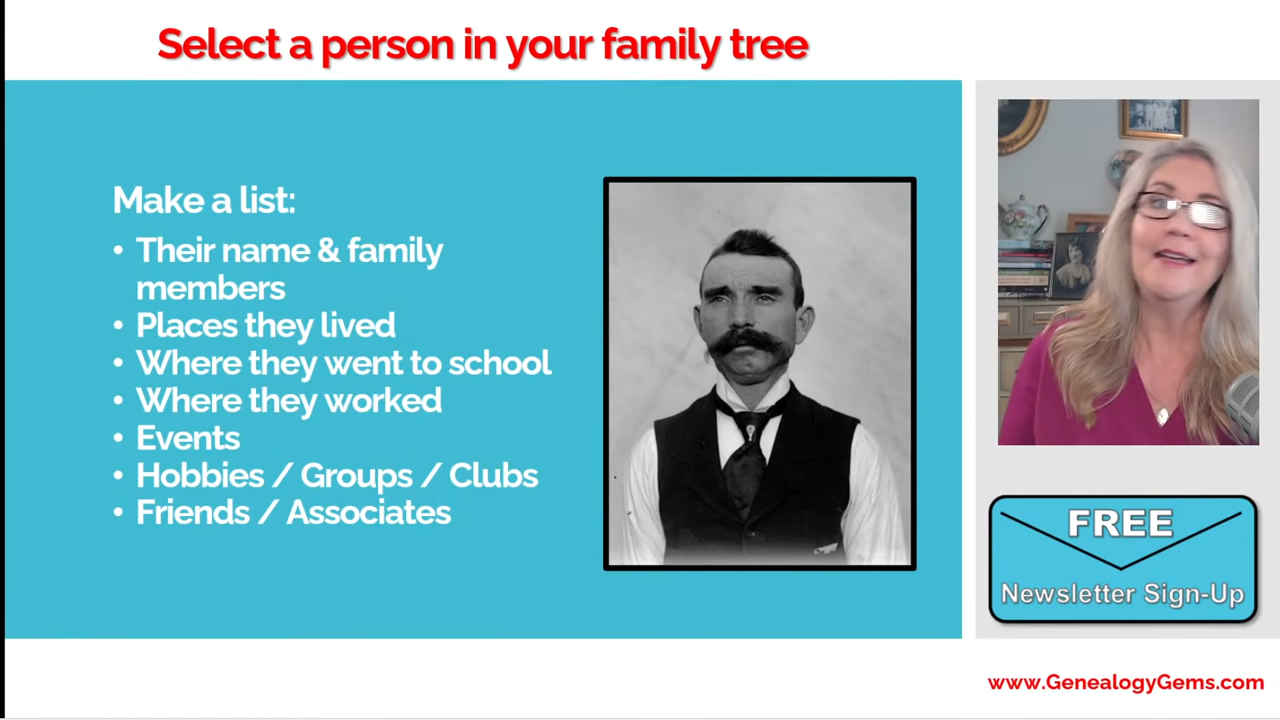 Select a person in your family tree
Make a list:
• Their name & family
members
• Places they lived
• Where they went to school
• Where they worked
• Events
• Hobbies / Groups / Clubs
• Friends / Associates
FREE
Newsletter Sign-Up
www.GenealogyGems.com